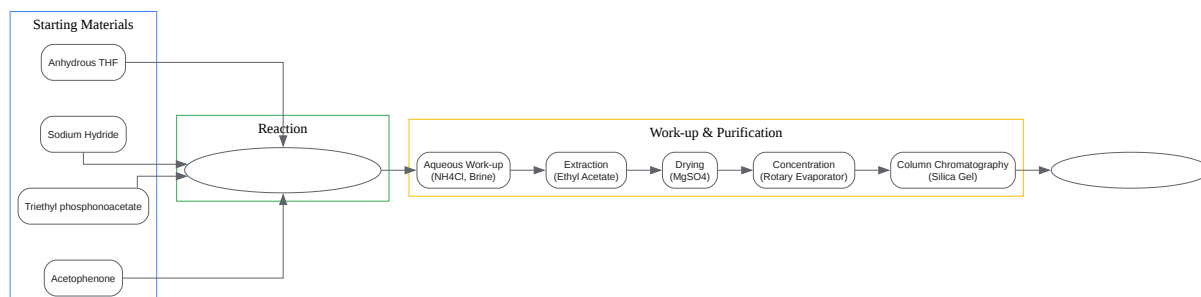 Starting Materials
Anhydrous THF
Sodium Hydride
Triethyl phosphonoacetate
Acetophenone
Reaction
Work-up & Purification
Aqueous Work-up
(NH4Cl, Brine)
Extraction
(Ethyl Acetate)
Drying
(MgSO4)
Concentration
(Rotary Evaporator)
Column Chromatography
(Silica Gel)